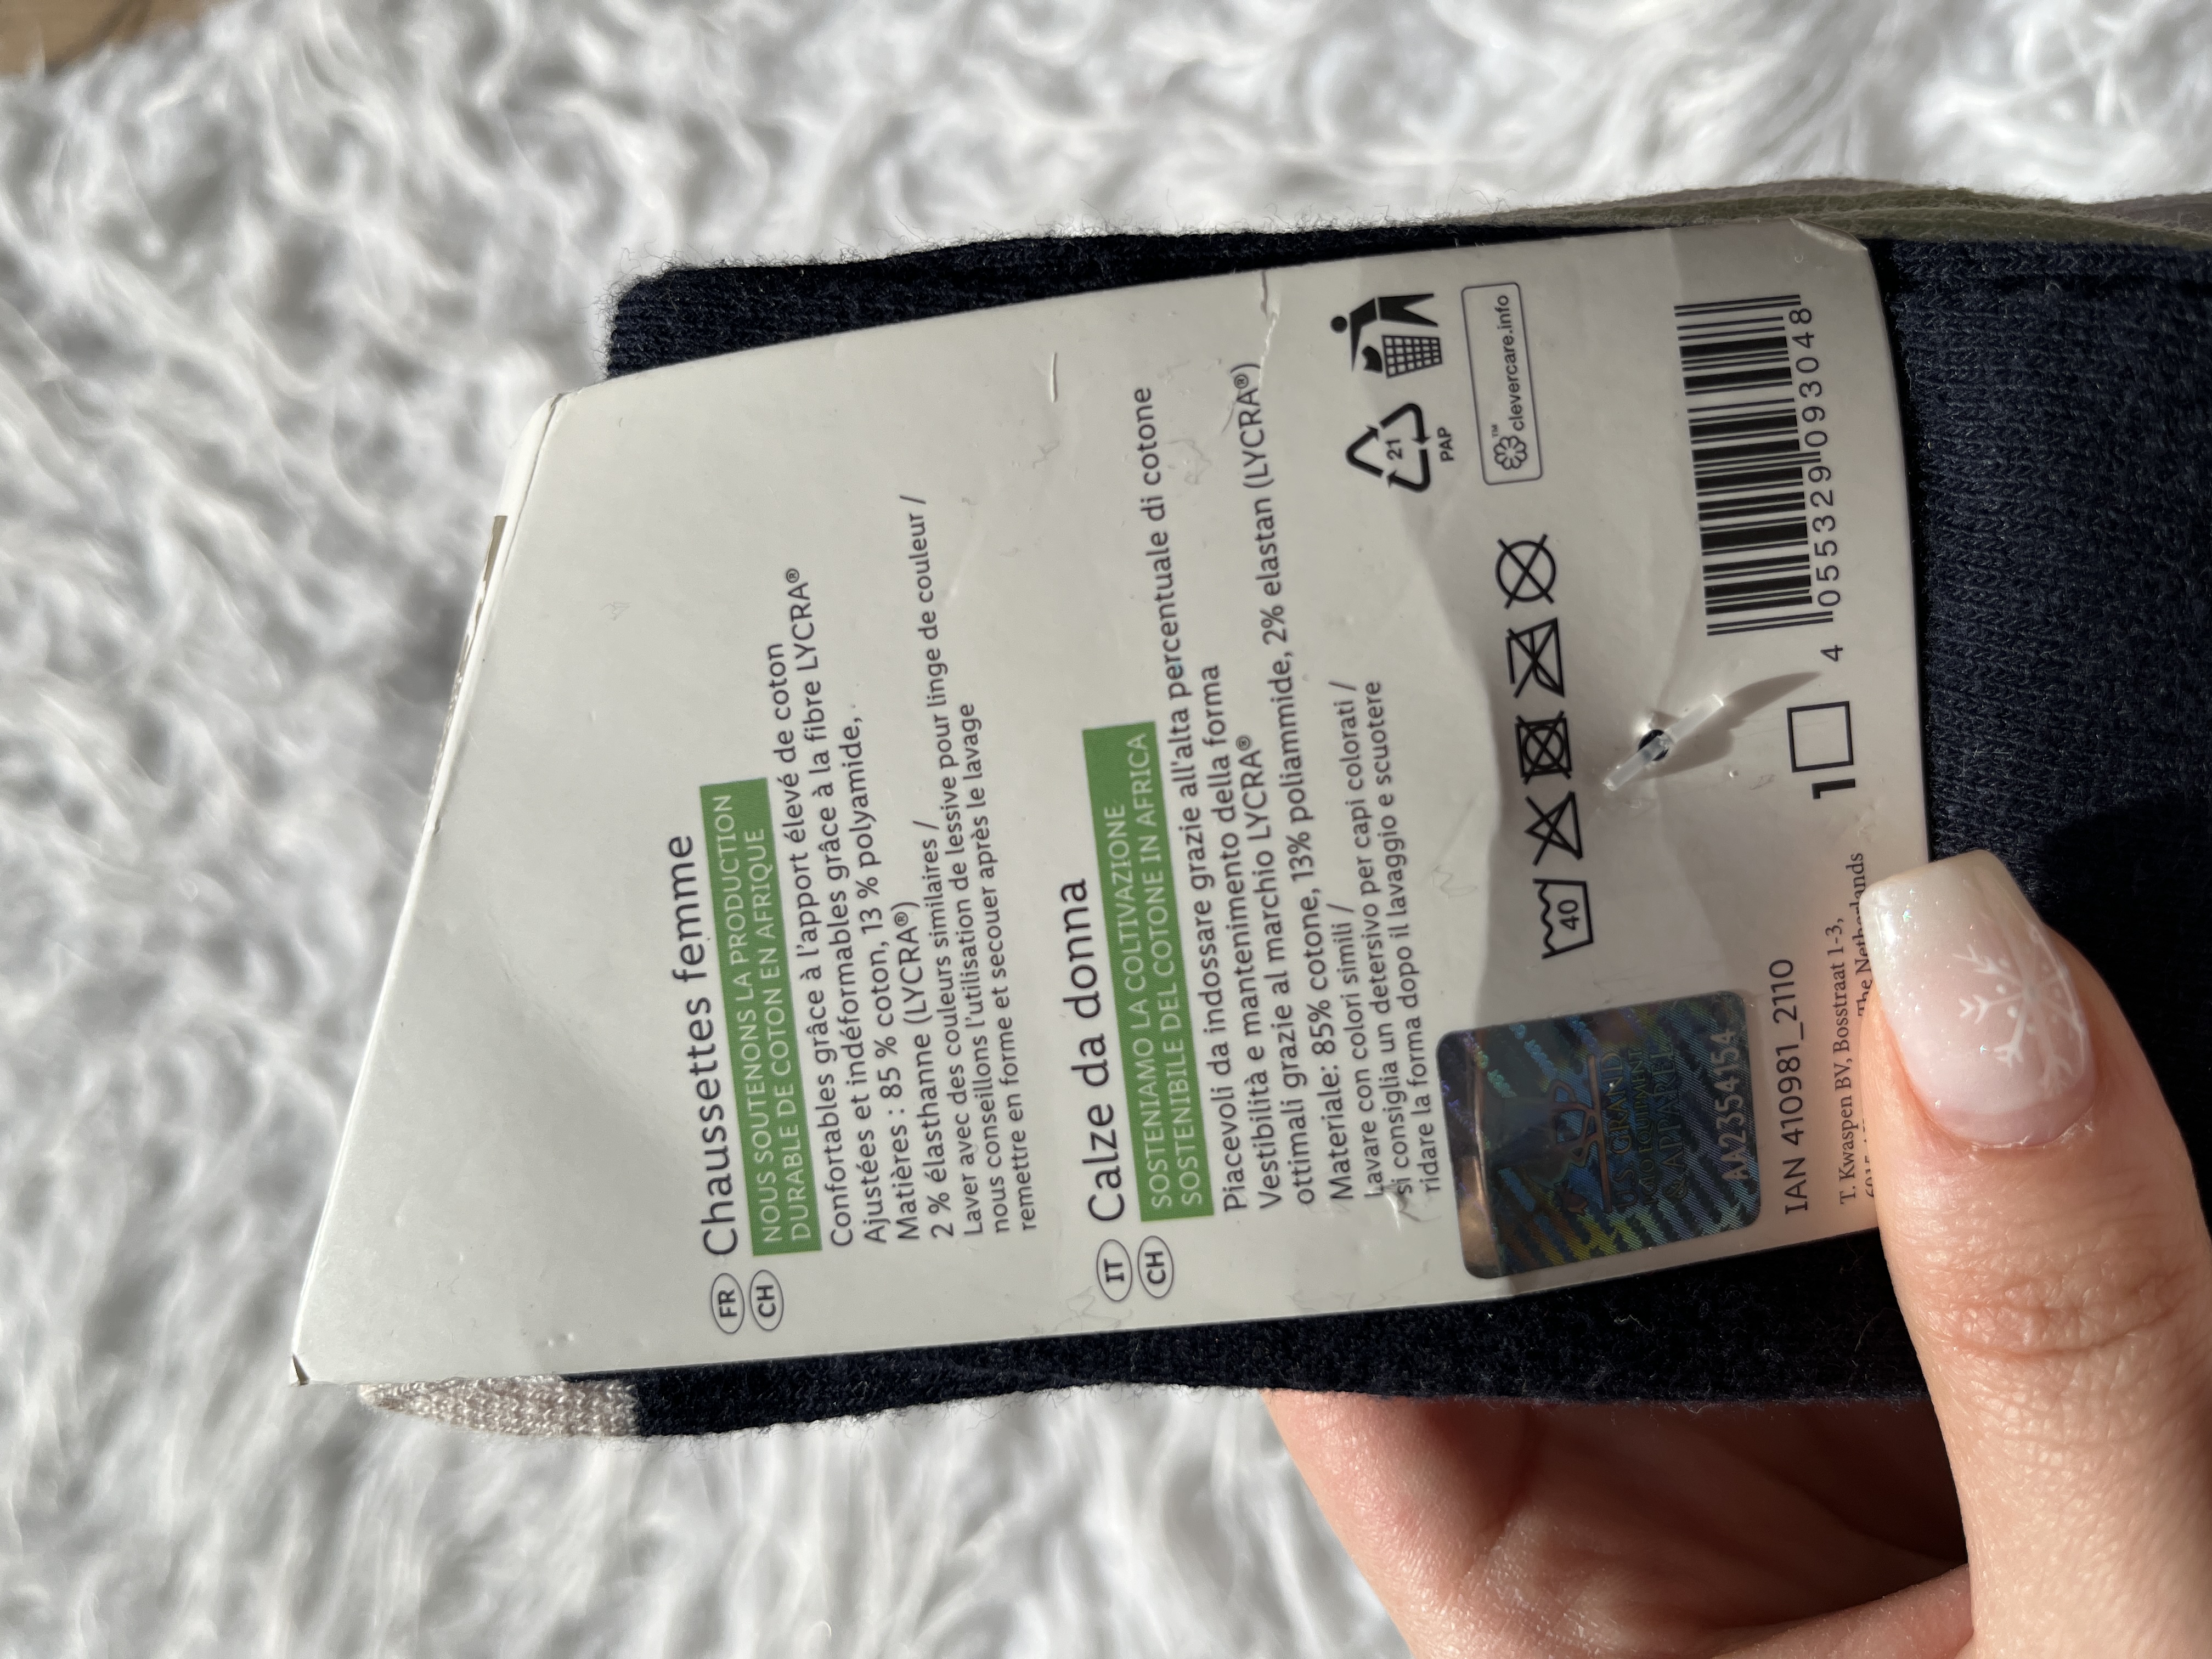 FR
CH
Chaussettes femme
NOUS SOUTENONS LA PRODUCTION
DURABLE DE COTON EN AFRIQUE
Confortables grâce à l'apport élevé de coton
Ajustées et indéformables grâce à la fibre LYCRA®
Matières : 85 % coton, 13 % polyamide,
2 % élasthanne (LYCRA®)
Laver avec des couleurs similaires /
nous conseillons l'utilisation de lessive pour linge de couleur /
remettre en forme et secouer après le lavage
IT
CH
Calze da donna
SOSTENIAMO LA COLTIVAZIONE
SOSTENIBILE DEL COTONE IN AFRICA
Piacevoli da indossare grazie all'alta percentuale di cotone
Vestibilità e mantenimento della forma
ottimali grazie al marchio LYCRA®
Materiale: 85% cotone, 13% poliammide, 2% elastan (LYCRA®)
Lavare con colori simili /
si consiglia un detersivo per capi colorati /
ridare la forma dopo il lavaggio e scuotere
21
PAP
40
™
clevercare.info
U.S. GRAND
POLO EQUIPMENT
& APPAREL
AA2354154
IAN 410981_2110
T. Kwaspen BV, Bosstraat 1-3,
The Netherlands
1
4 055329 093048